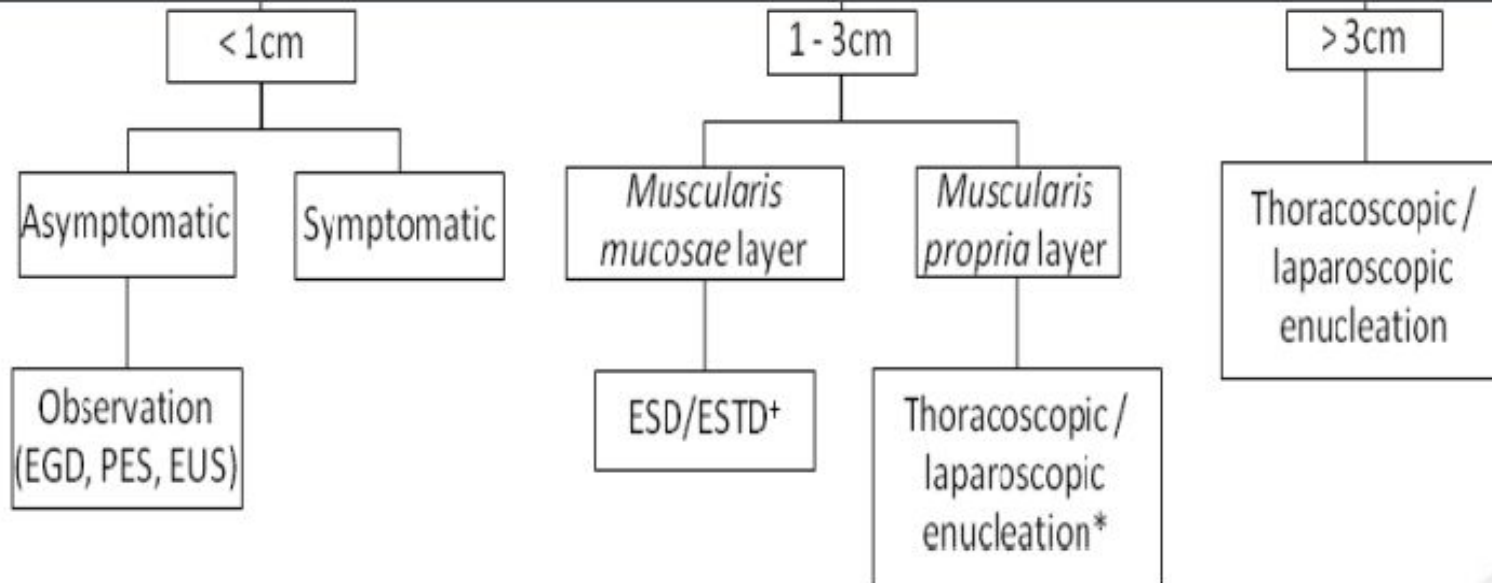 < 1cm
1 - 3cm
> 3cm
Asymptomatic
Symptomatic
Muscularis
mucosae layer
Muscularis
propria layer
Thoracoscopic /
laparoscopic
enucleation
Observation
(EGD, PES, EUS)
ESD/ESTD⁺
Thoracoscopic /
laparoscopic
enucleation*